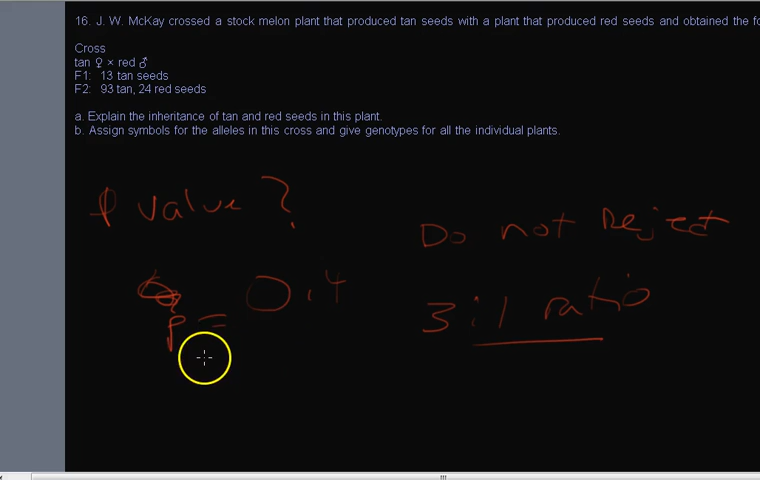 16. J. W. McKay crossed a stock melon plant that produced tan seeds with a plant that produced red seeds and obtained the fo
Cross
tan ♀ × red ♂
F1: 13 tan seeds
F2: 93 tan, 24 red seeds
a. Explain the inheritance of tan and red seeds in this plant.
b. Assign symbols for the alleles in this cross and give genotypes for all the individual plants.
p value?
Do not Reject
p = 0.4
3:1 ratio